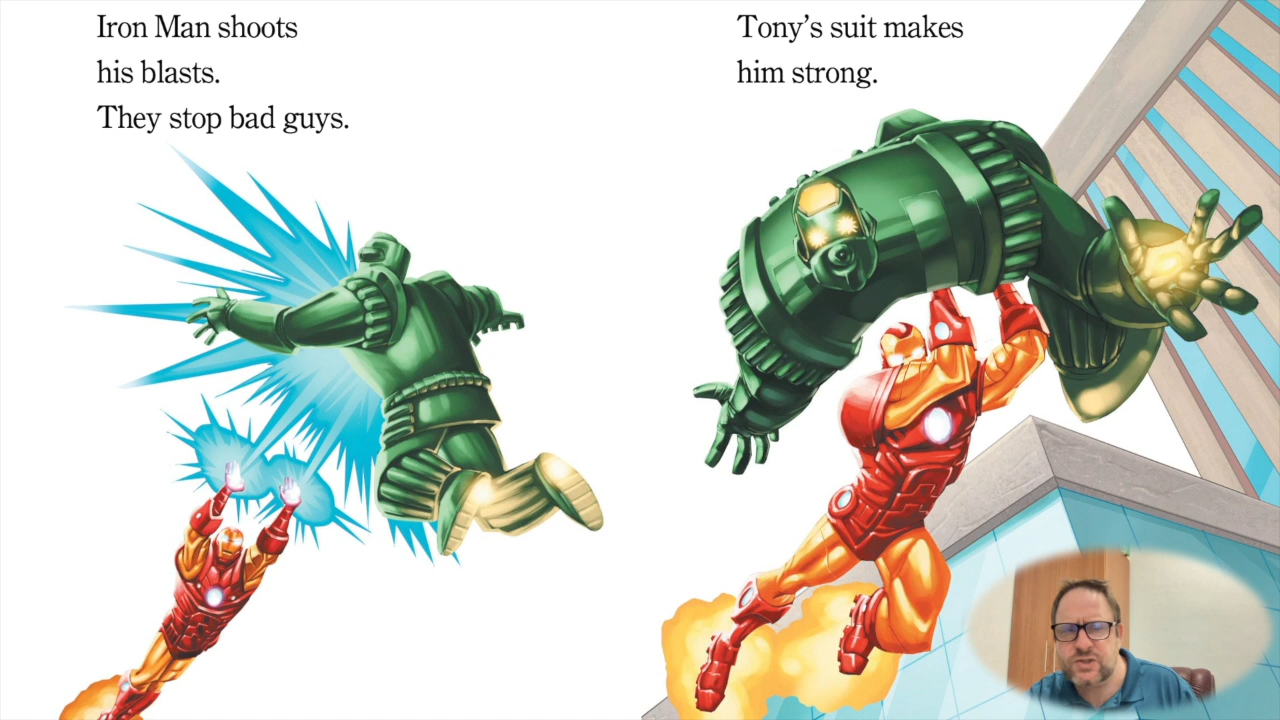 Iron Man shoots
his blasts.
They stop bad guys.
Tony’s suit makes
him strong.